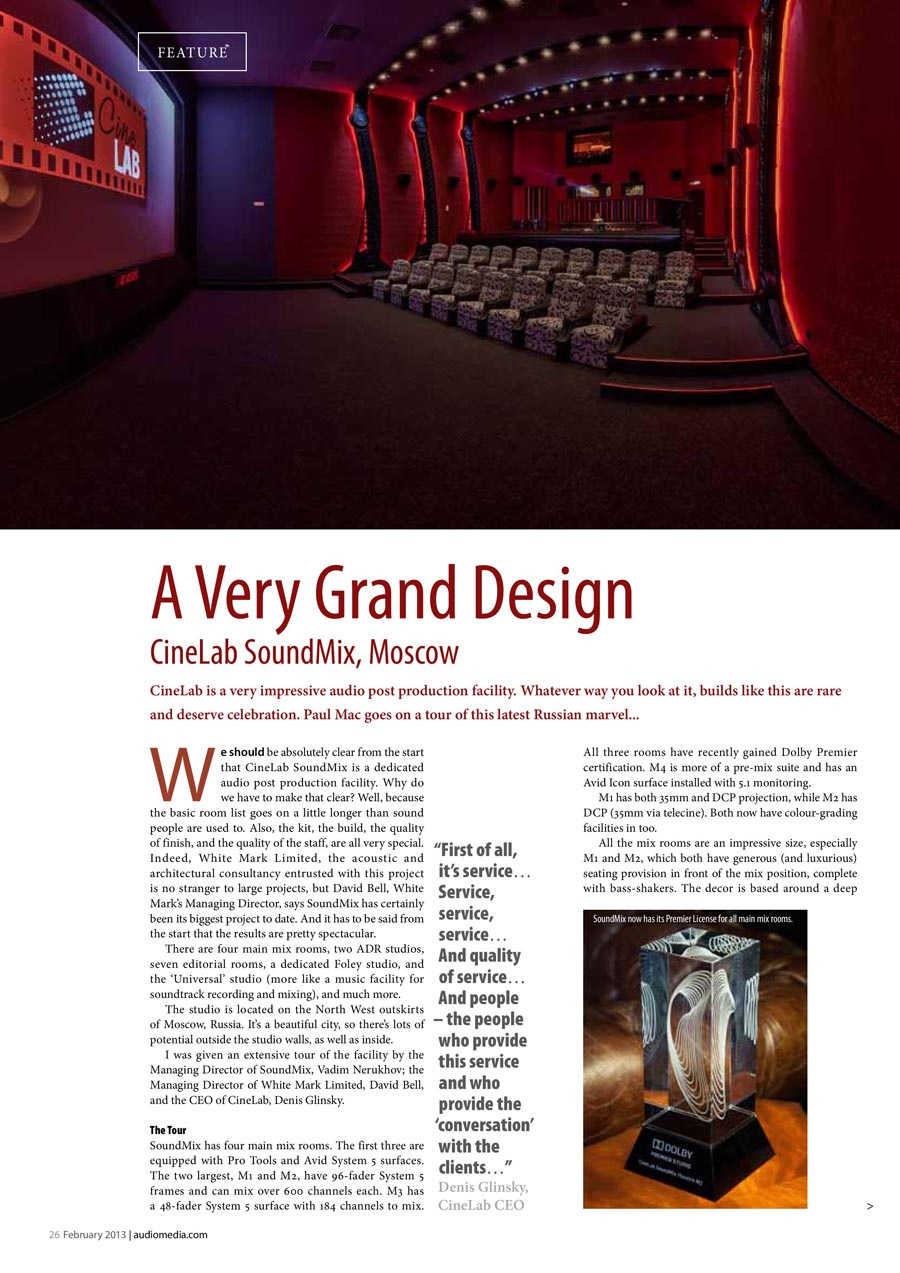 FEATURE
Cine
LAB
A Very Grand Design
CineLab SoundMix, Moscow
CineLab is a very impressive audio post production facility. Whatever way you look at it, builds like this are rare
and deserve celebration. Paul Mac goes on a tour of this latest Russian marvel...
We should be absolutely clear from the start
that CineLab SoundMix is a dedicated
audio post production facility. Why do
we have to make that clear? Well, because
the basic room list goes on a little longer than sound
people are used to. Also, the kit, the build, the quality
of finish, and the quality of the staff, are all very special.
Indeed, White Mark Limited, the acoustic and
architectural consultancy entrusted with this project
is no stranger to large projects, but David Bell, White
Mark's Managing Director, says SoundMix has certainly
been its biggest project to date. And it has to be said from
the start that the results are pretty spectacular.
There are four main mix rooms, two ADR studios,
seven editorial rooms, a dedicated Foley studio, and
the ‘Universal’ studio (more like a music facility for
soundtrack recording and mixing), and much more.
The studio is located on the North West outskirts
of Moscow, Russia. It's a beautiful city, so there's lots of
potential outside the studio walls, as well as inside.
I was given an extensive tour of the facility by the
Managing Director of SoundMix, Vadim Nerukhov; the
Managing Director of White Mark Limited, David Bell,
and the CEO of CineLab, Denis Glinsky.
The Tour
SoundMix has four main mix rooms. The first three are
equipped with Pro Tools and Avid System 5 surfaces.
The two largest, M1 and M2, have 96-fader System 5
frames and can mix over 600 channels each. M3 has
a 48-fader System 5 surface with 184 channels to mix.
“First of all,
it's service…
Service,
service,
service…
And quality
of service…
And people
– the people
who provide
this service
and who
provide the
‘conversation’
with the
clients…”
Denis Glinsky,
CineLab CEO
All three rooms have recently gained Dolby Premier
certification. M4 is more of a pre-mix suite and has an
Avid Icon surface installed with 5.1 monitoring.
M1 has both 35mm and DCP projection, while M2 has
DCP (35mm via telecine). Both now have colour-grading
facilities in too.
All the mix rooms are an impressive size, especially
M1 and M2, which both have generous (and luxurious)
seating provision in front of the mix position, complete
with bass-shakers. The decor is based around a deep
SoundMix now has its Premier License for all main mix rooms.
DOLBY
PREMIER STUDIO
CineLab SoundMix Theatre M2
>
26 February 2013 | audiomedia.com